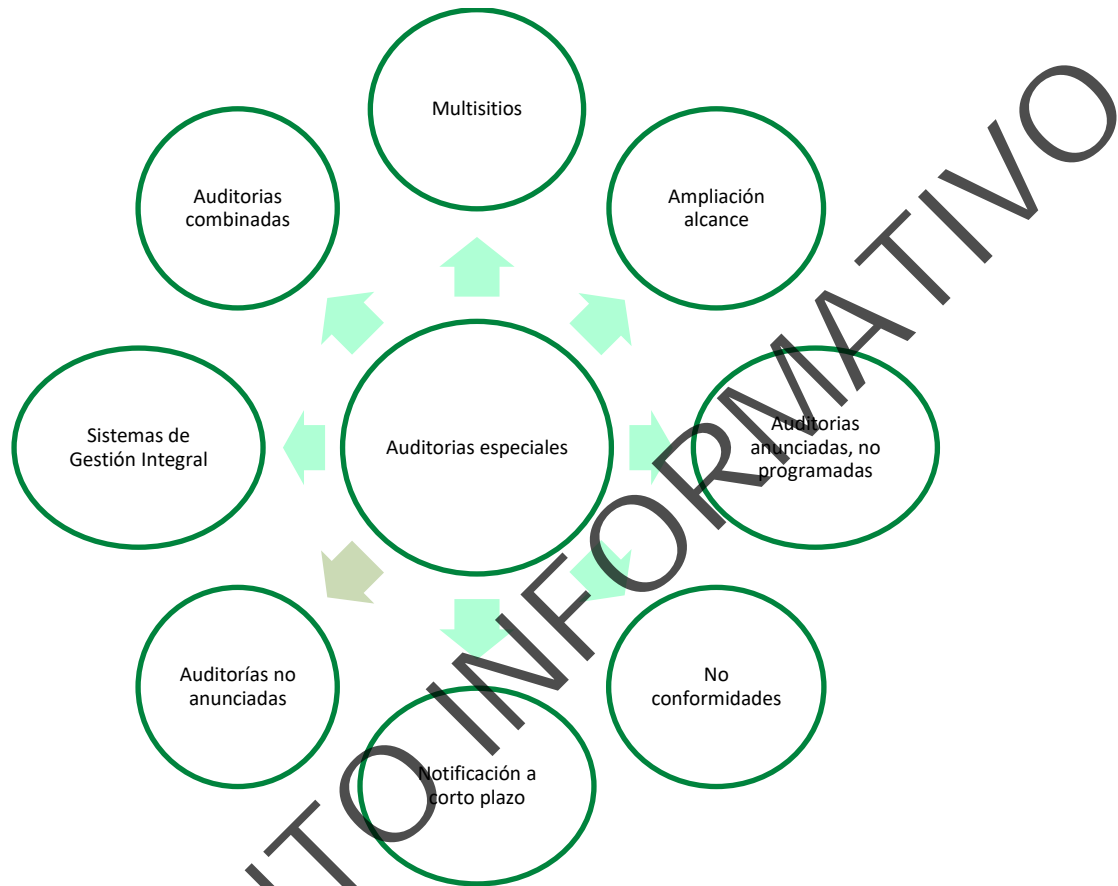 Multisitios
Auditorias
combinadas
Ampliación
alcance
Sistemas de
Gestión Integral
Auditorias especiales
Auditorias
anunciadas, no
programadas
Auditorías no
anunciadas
No
conformidades
Notificación a
corto plazo
INFORMATIVO